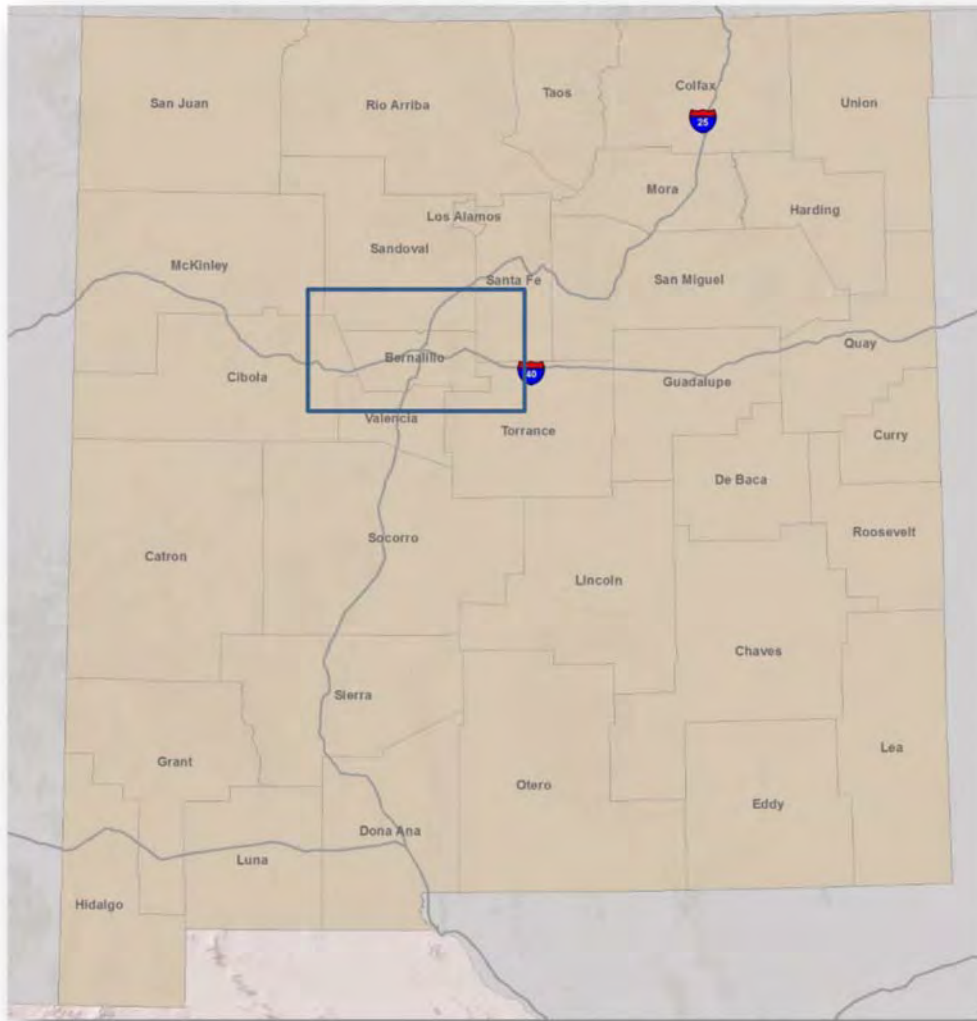 San Juan
Rio Arriba
Taos
Colfax
Union
25
Mora
Harding
Los Alamos
Sandoval
McKinley
Santa Fe
San Miguel
Bernalillo
Quay
40
Cibola
Guadalupe
Valencia
Torrance
Curry
De Baca
Roosevelt
Socorro
Catron
Lincoln
Chaves
Sierra
Lea
Grant
Otero
Eddy
Dona Ana
Luna
Hidalgo